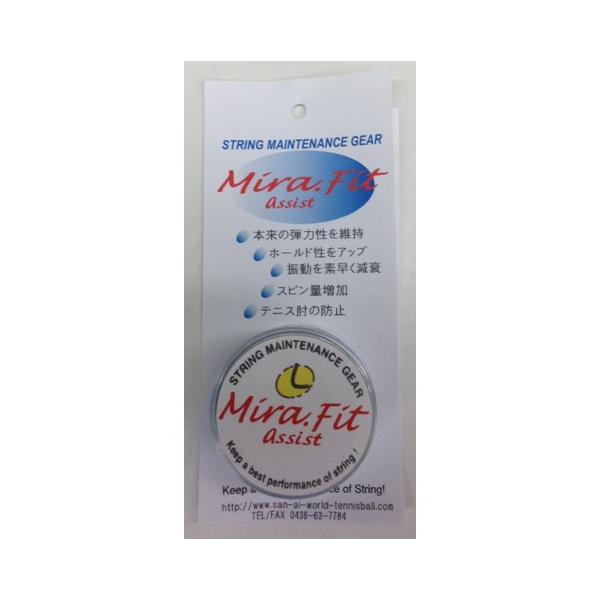 STRING MAINTENANCE GEAR
Mira.Fit
assist
本来の弾力性を維持
ホールド性をアップ
振動を素早く減衰
スピン量増加
テニス肘の防止
STRING MAINTENANCE GEAR
Mira.Fit
assist
Keep a best performance of string!
Keep a ce of String!
http://www.san-ai-world-tennisball.com
TEL/FAX 0436-63-7784